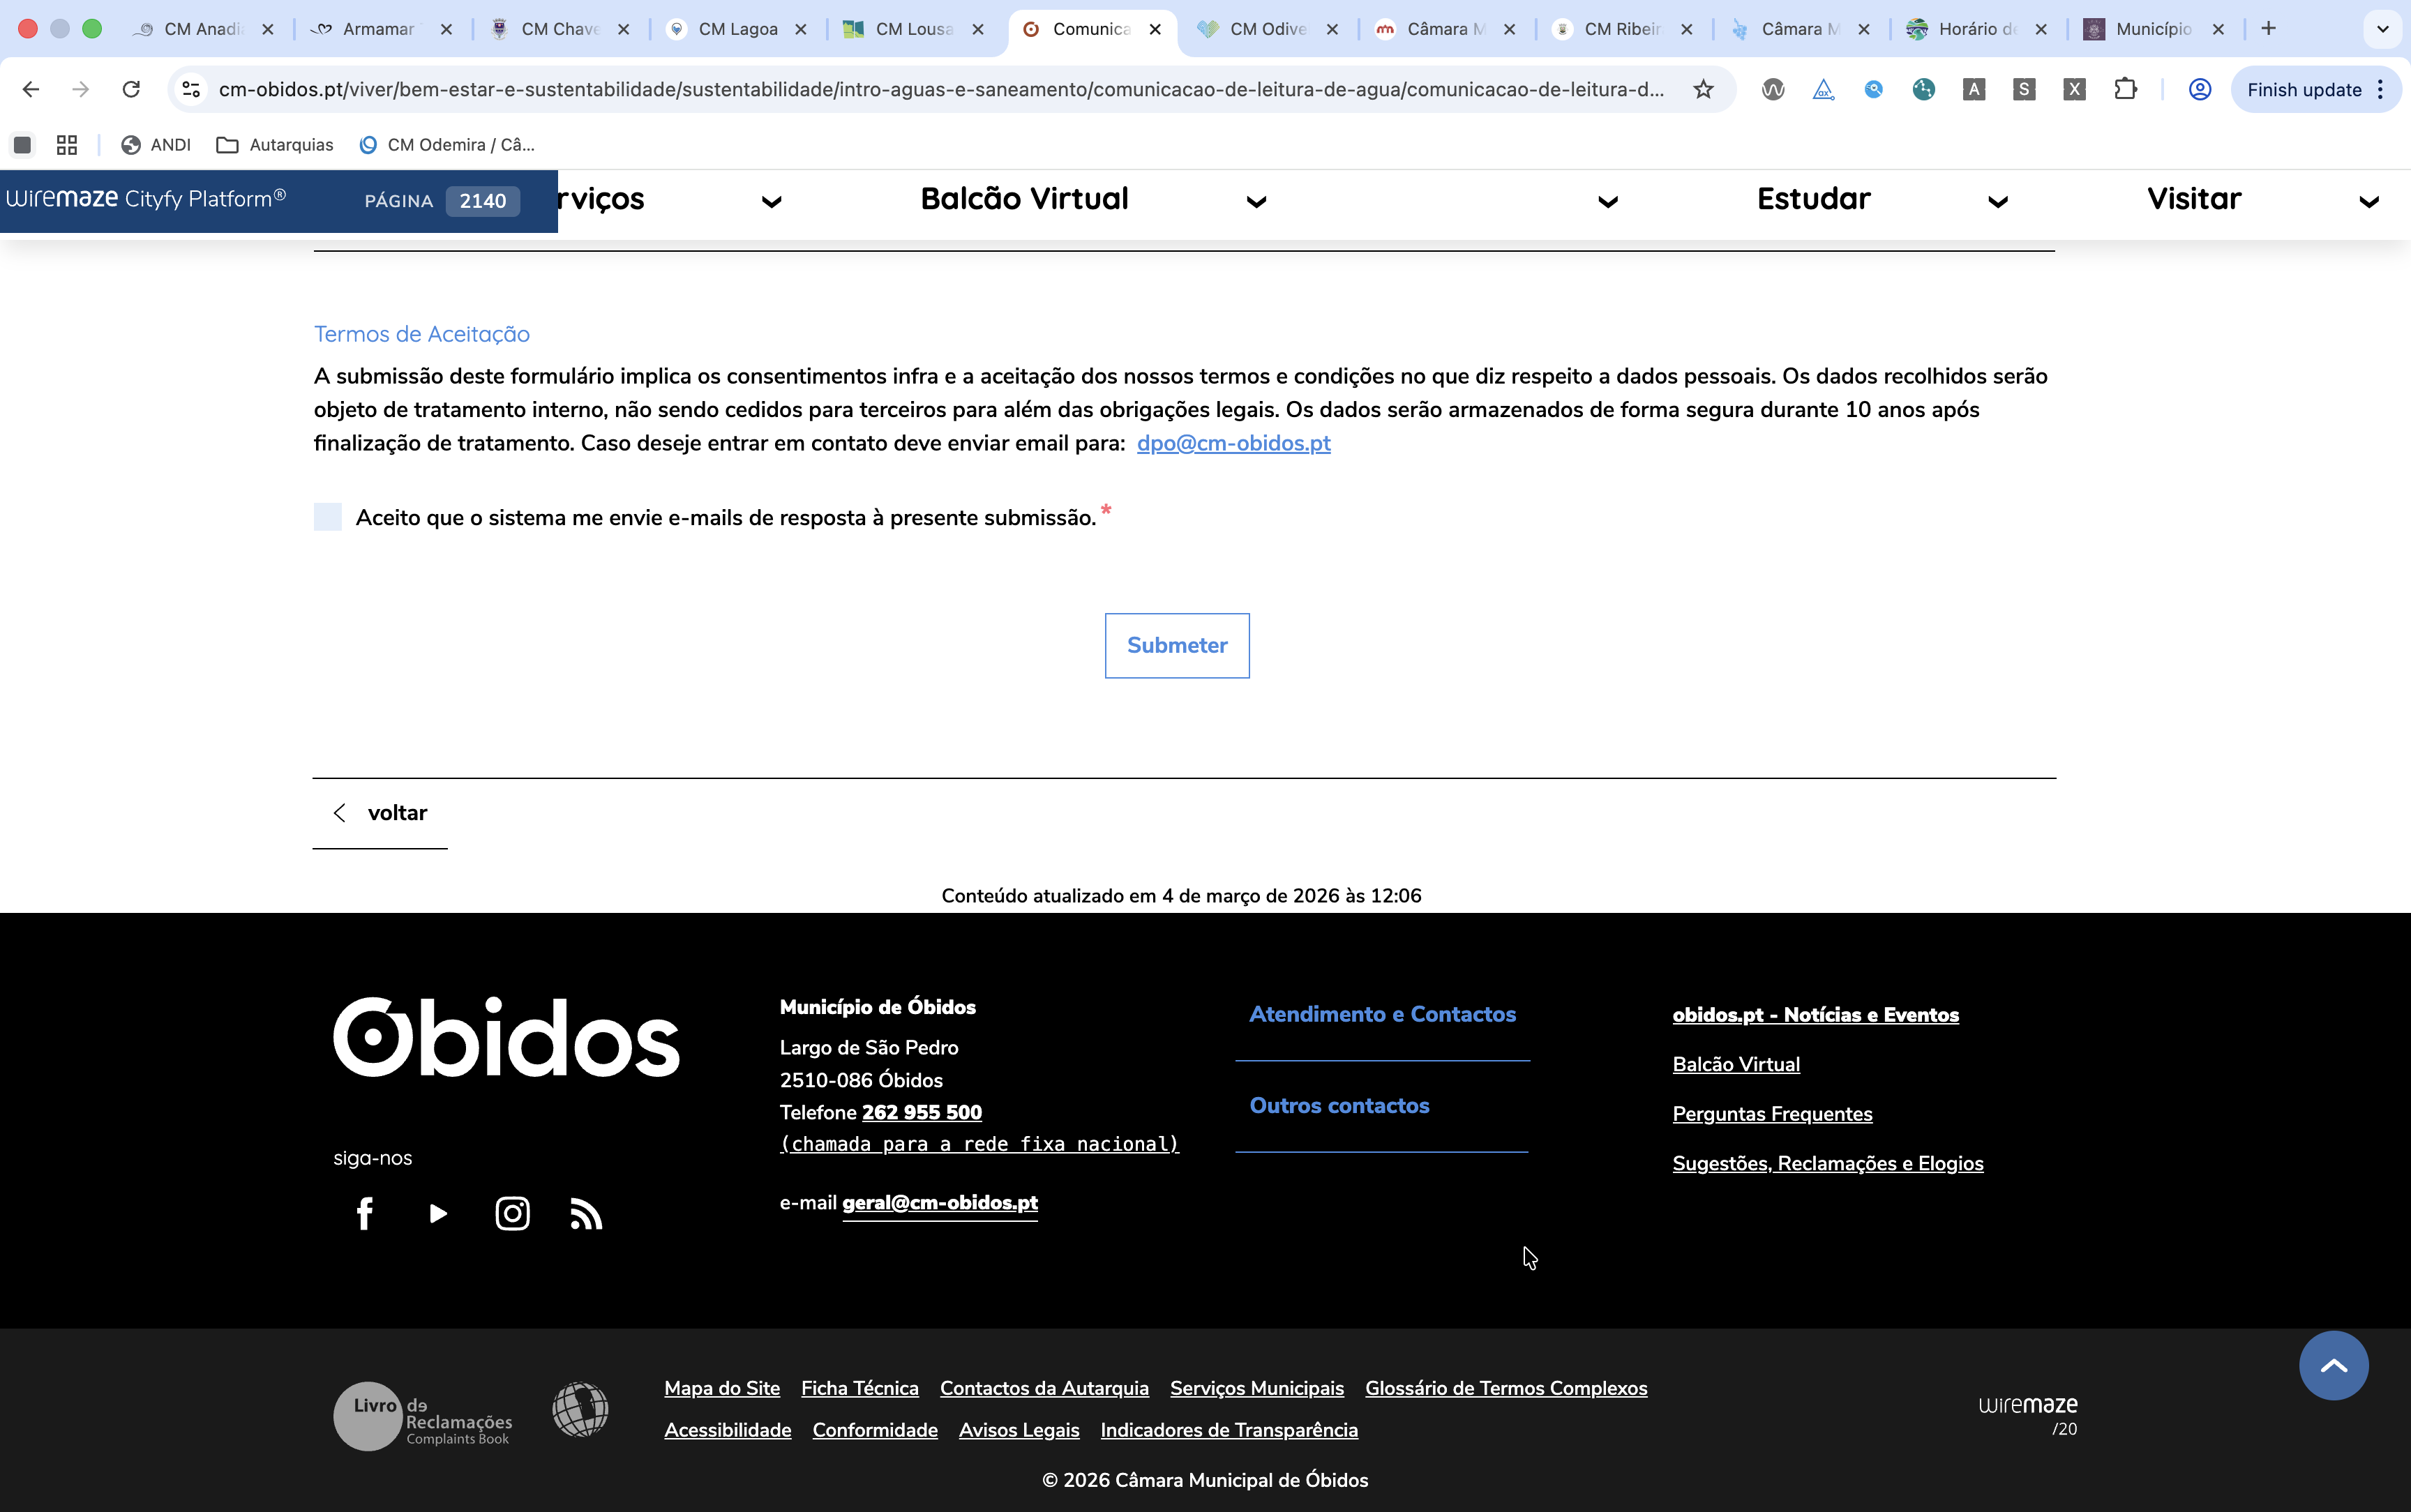 CM Anadi
Armamar
CM Chave
CM Lagoa
CM Lousa
Comunica
CM Odive
Câmara M
CM Ribeir
Câmara M
Horário de
Município
cm-obidos.pt/viver/bem-estar-e-sustentabilidade/sustentabilidade/intro-aguas-e-saneamento/comunicacao-de-leitura-de-agua/comunicacao-de-leitura-d...
A
S
X
Finish update
ANDI
Autarquias
CM Odemira / Câ...
wiremaze Cityfy Platform®
PÁGINA 2140
rviços
Balcão Virtual
Estudar
Visitar
Termos de Aceitação
A submissão deste formulário implica os consentimentos infra e a aceitação dos nossos termos e condições no que diz respeito a dados pessoais. Os dados recolhidos serão
objeto de tratamento interno, não sendo cedidos para terceiros para além das obrigações legais. Os dados serão armazenados de forma segura durante 10 anos após
finalização de tratamento. Caso deseje entrar em contato deve enviar email para: dpo@cm-obidos.pt
Aceito que o sistema me envie e-mails de resposta à presente submissão.*
Submeter
voltar
Conteúdo atualizado em 4 de março de 2026 às 12:06
Óbidos
siga-nos
Município de Óbidos
Largo de São Pedro
2510-086 Óbidos
Telefone 262 955 500
(chamada para a rede fixa nacional)
e-mail geral@cm-obidos.pt
Atendimento e Contactos
Outros contactos
obidos.pt - Notícias e Eventos
Balcão Virtual
Perguntas Frequentes
Sugestões, Reclamações e Elogios
Livro de
Reclamações
Complaints Book
Mapa do Site Ficha Técnica Contactos da Autarquia Serviços Municipais Glossário de Termos Complexos
Acessibilidade Conformidade Avisos Legais Indicadores de Transparência
wiremaze
/20
© 2026 Câmara Municipal de Óbidos